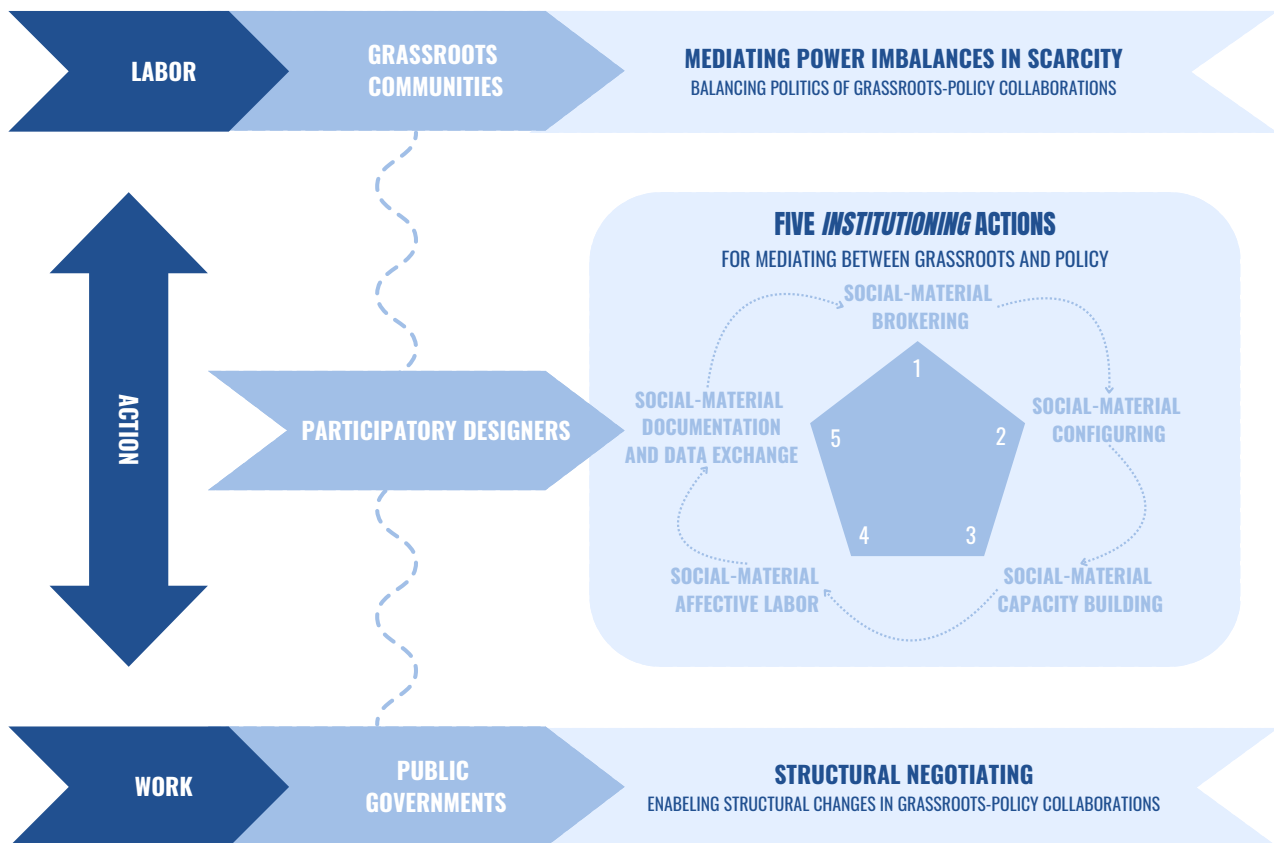 LABOR
GRASSROOTS
COMMUNITIES
MEDIATING POWER IMBALANCES IN SCARCITY
BALANCING POLITICS OF GRASSROOTS-POLICY COLLABORATIONS
ACTION
PARTICIPATORY DESIGNERS
FIVE INSTITUTIONING ACTIONS
FOR MEDIATING BETWEEN GRASSROOTS AND POLICY
SOCIAL-MATERIAL
BROKERING
1
SOCIAL-MATERIAL
CONFIGURING
2
SOCIAL-MATERIAL
CAPACITY BUILDING
3
SOCIAL-MATERIAL
AFFECTIVE LABOR
4
SOCIAL-MATERIAL
DOCUMENTATION
AND DATA EXCHANGE
5
WORK
PUBLIC
GOVERNMENTS
STRUCTURAL NEGOTIATING
ENABELING STRUCTURAL CHANGES IN GRASSROOTS-POLICY COLLABORATIONS